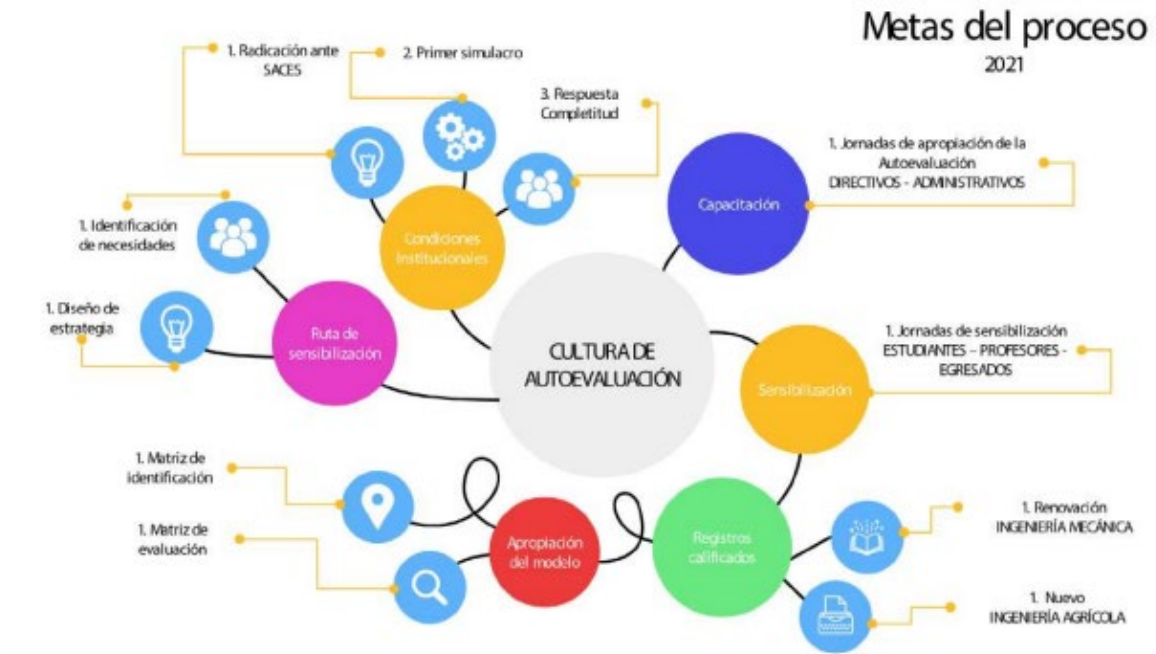 Metas del proceso
2021
1. Radicación ante
SACES
2. Primer simulacro
3. Respuesta
Completitud
1. Jornadas de apropiación de la
Autoevaluación
DIRECTIVOS - ADMINISTRATIVOS
Capacitación
Condiciones
Institucionales
1. Identificación
de necesidades
1. Diseño de
estrategia
Ruta de
sensibilización
CULTURA DE
AUTOEVALUACIÓN
1. Jornadas de sensibilización
ESTUDIANTES – PROFESORES -
EGRESADOS
Sensibilización
1. Matriz de
identificación
1. Matriz de
evaluación
Apropiación
del modelo
Registros
calificados
1. Renovación
INGENIERÍA MECÁNICA
1. Nuevo
INGENIERÍA AGRÍCOLA